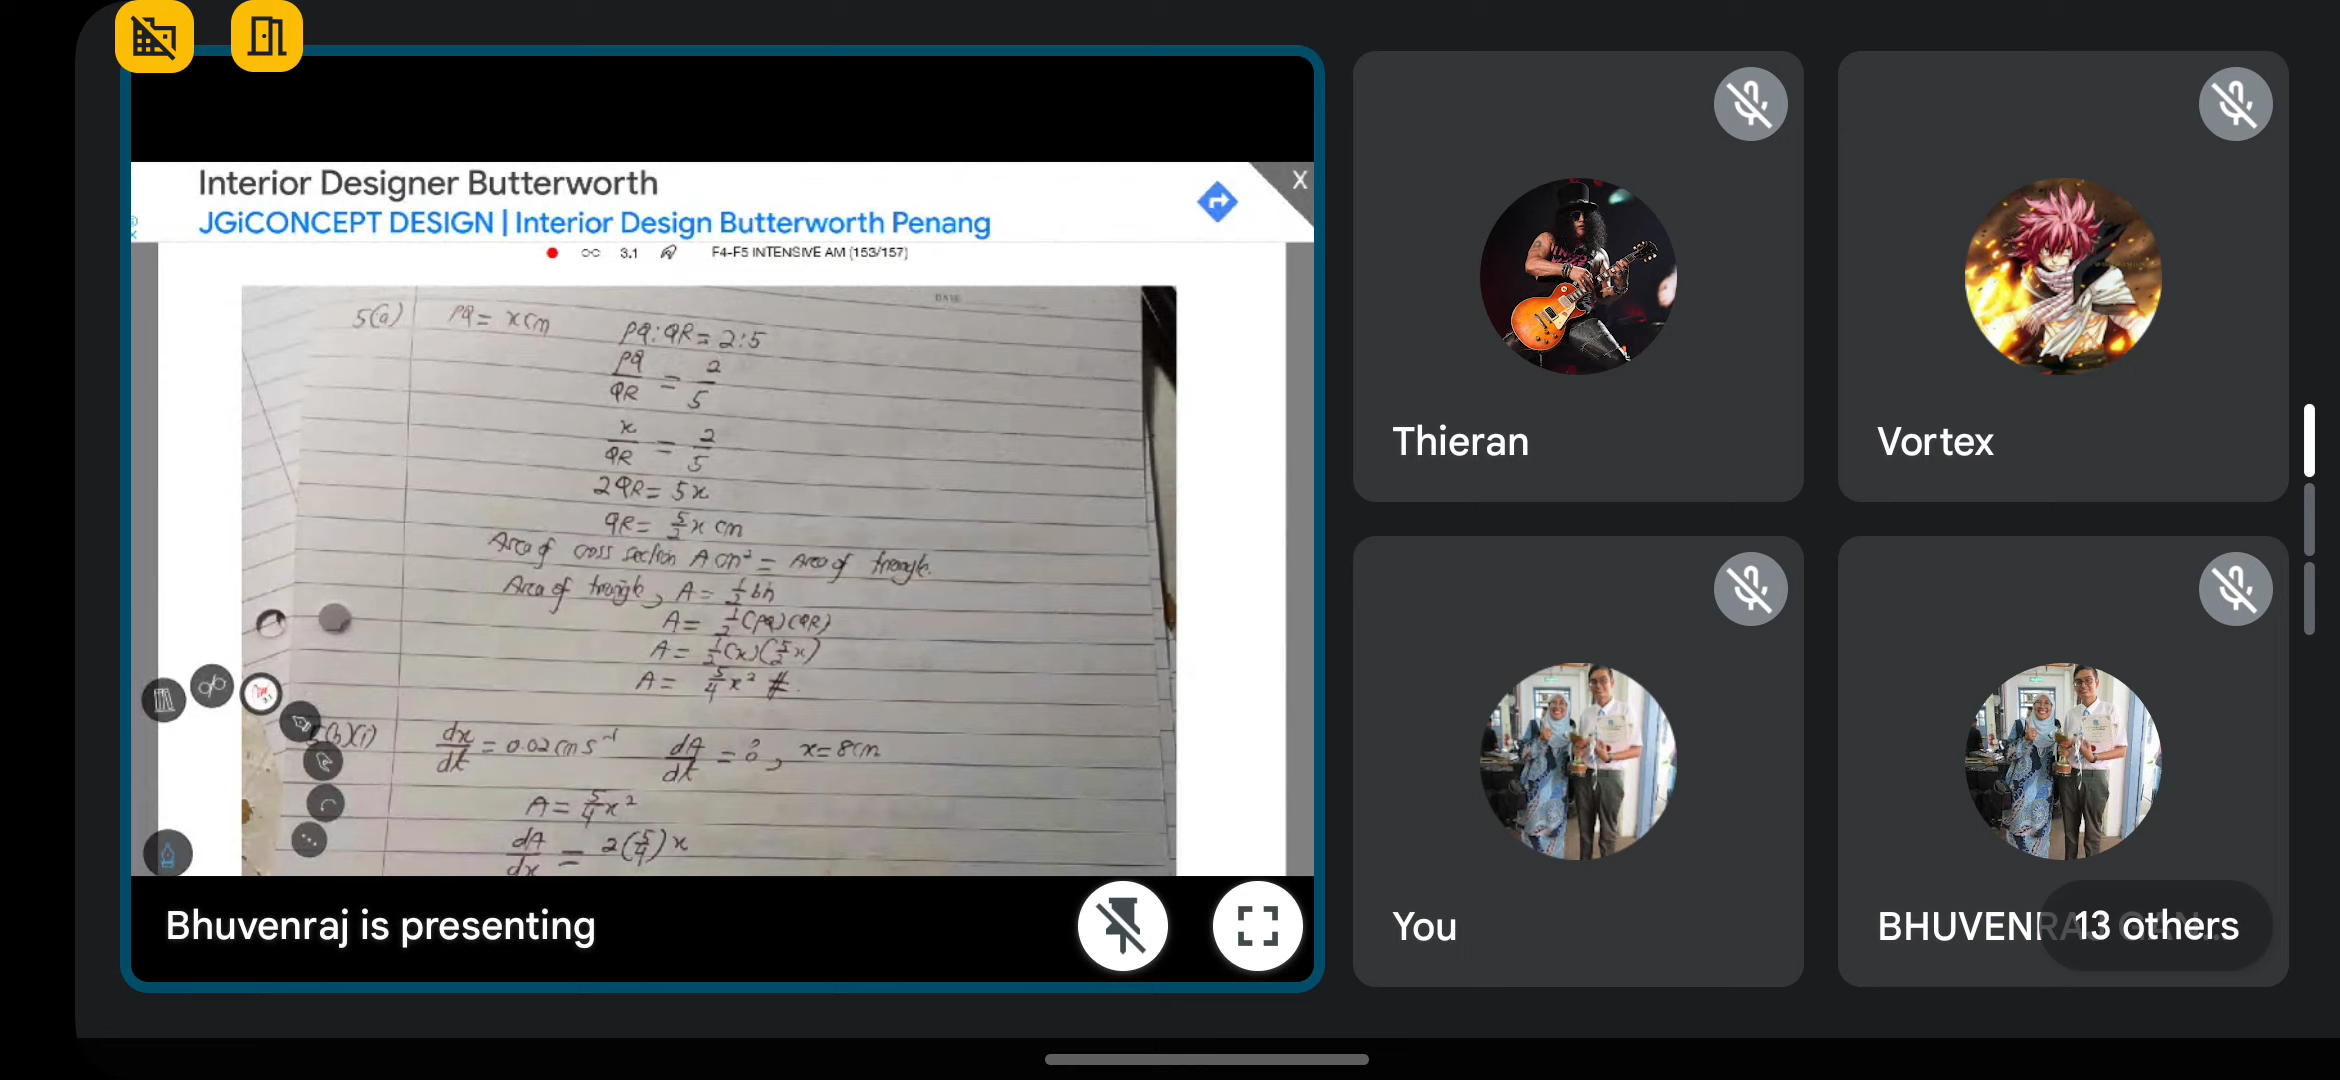 Interior Designer Butterworth
JGiCONCEPT DESIGN | Interior Design Butterworth Penang
X
3.1 F4-F5 INTENSIVE AM (153/157)
DATE
5(a) PQ = x cm
PQ:QR = 2:5
PQ/QR = 2/5
x/QR = 2/5
2QR = 5x
QR = 5/2 x cm
Area of cross section A cm² = Area of triangle.
Area of triangle, A = 1/2 bh
A = 1/2 (PQ)(QR)
A = 1/2 (x)(5/2 x)
A = 5/4 x² #
5(b)(i) dx/dt = 0.02 cm s⁻¹ dA/dt = ?, x = 8cm
A = 5/4 x²
dA/dx = 2(5/4)x
Bhuvenraj is presenting
Thieran
Vortex
You
BHUVENRAJ
13 others